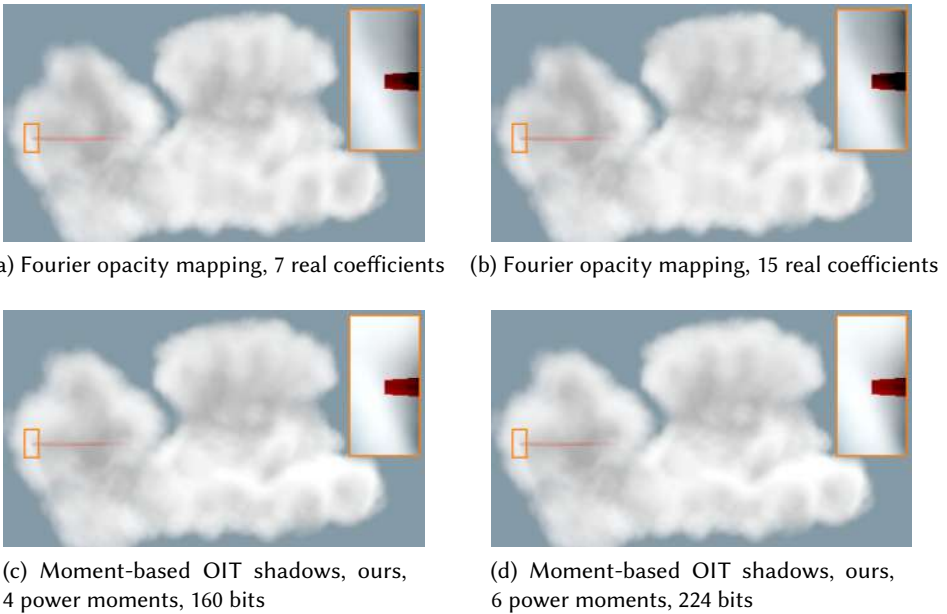 a) Fourier opacity mapping, 7 real coefficients
(b) Fourier opacity mapping, 15 real coefficients
(c) Moment-based OIT shadows, ours,
4 power moments, 160 bits
(d) Moment-based OIT shadows, ours,
6 power moments, 224 bits